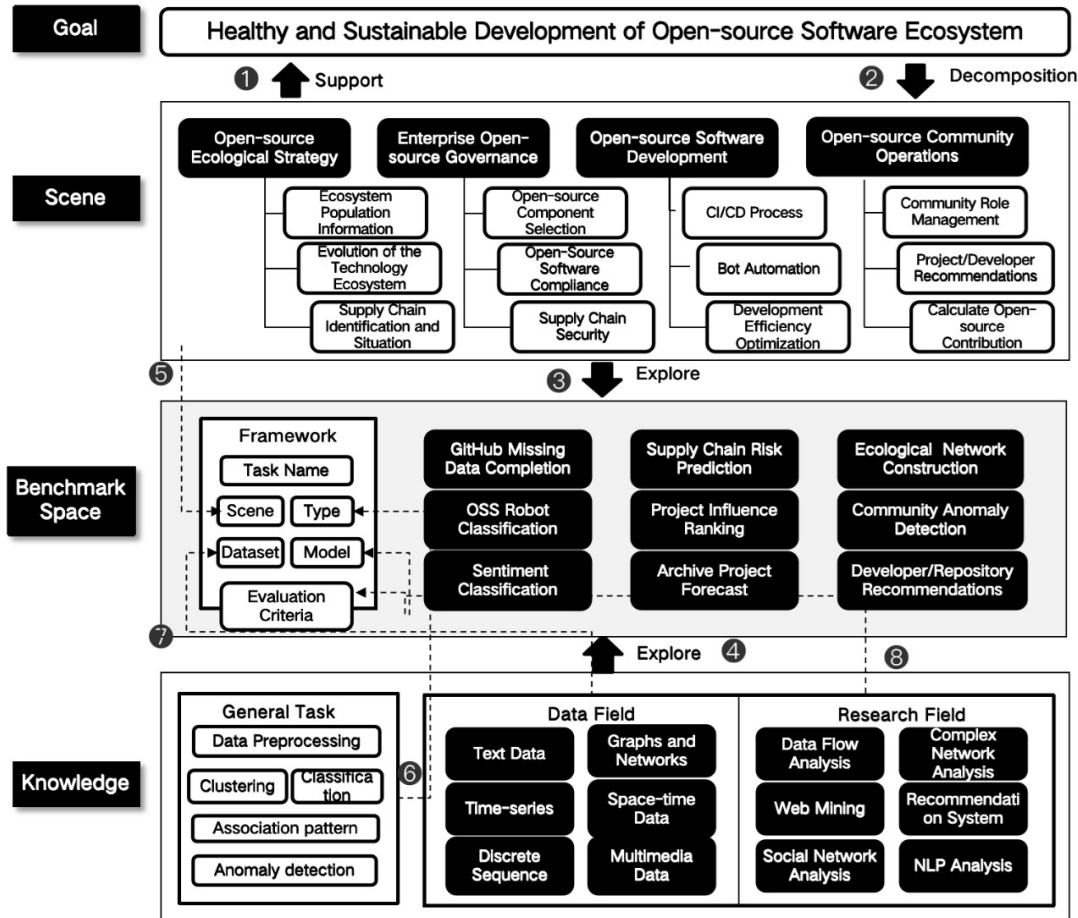 Goal
Healthy and Sustainable Development of Open-source Software Ecosystem
1
Support
2
Decomposition
Scene
Open-source
Ecological Strategy
Ecosystem
Population
Information
Evolution of the
Technology
Ecosystem
Supply Chain
Identification and
Situation
Enterprise Open-
source Governance
Open-source
Component
Selection
Open-Source
Software
Compliance
Supply Chain
Security
Open-source Software
Development
CI/CD Process
Bot Automation
Development
Efficiency
Optimization
Open-source Community
Operations
Community Role
Management
Project/Developer
Recommendations
Calculate Open-
source
Contribution
5
3
Explore
Benchmark
Space
Framework
Task Name
Scene
Type
Dataset
Model
Evaluation
Criteria
GitHub Missing
Data Completion
OSS Robot
Classification
Sentiment
Classification
Supply Chain Risk
Prediction
Project Influence
Ranking
Archive Project
Forecast
Ecological Network
Construction
Community Anomaly
Detection
Developer/Repository
Recommendations
7
Explore
4
8
Knowledge
General Task
Data Preprocessing
Clustering
Classifica
tion
Association pattern
Anomaly detection
6
Data Field
Text Data
Graphs and
Networks
Time-series
Space-time
Data
Discrete
Sequence
Multimedia
Data
Research Field
Data Flow
Analysis
Complex
Network
Analysis
Web Mining
Recommendati
on System
Social Network
Analysis
NLP Analysis